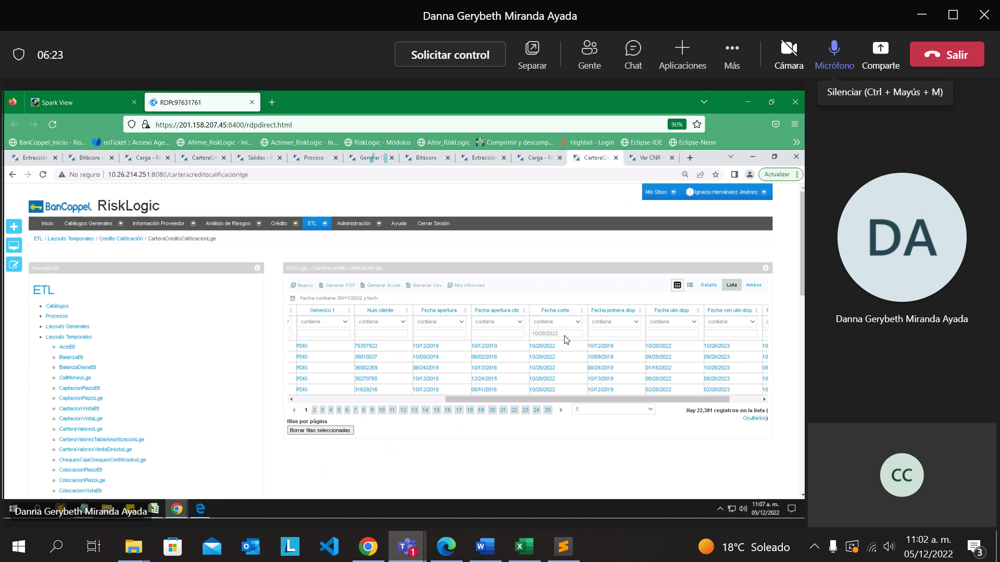 Danna Gerybeth Miranda Ayada
06:23
Solicitar control
Separar
Gente
Chat
Aplicaciones
Más
Cámara
Micrófono
Comparte
Salir
Silenciar (Ctrl + Mayús + M)
Spark View
RDPc97631761
https://201.158.207.45:8400/rdpdirect.html
90%
BanCoppel_Inicio - Ris...
osTicket :: Acceso Age...
Afirme_RiskLogic - Ini...
Actinver_RiskLogic - In...
RiskLogic - Módulos
Altor_RiskLogic
Comprimir y descomp...
Hightail - Login
Eclipse-IDE
Eclipse-Neon
Extracción
Bitácora -
Carga - Ri
CarteraCre
Salidas - R
Proceso -
Generar C
Bitácora -
Extracción
Carga - Ri
CarteraCre
Var CNR -
No seguro
10.26.214.251:8080/carteracreditocalificacionlge
Actualizar
Mis Sitios
Ignacio Hernández Jiménez
BanCoppel RiskLogic
Inicio
Catálogos Generales
Información Proveedor
Análisis de Riesgos
Crédito
ETL
Administración
Ayuda
Cerrar Sesión
ETL / Layouts Temporales / Credito Calificación / CarteraCreditoCalificacionLge
Navegación
ETL
Catálogos
Procesos
Layouts Generales
Layouts Temporales
AcmEtl
BalanzaEtl
BalanzaDiariaEtl
CallMoneyLge
CaptacionPlazoEtl
CaptacionPlazoLge
CaptacionVistaEtl
CaptacionVistaLge
CarteraValoresLge
CarteraValoresTablaAmortizacionLge
CarteraValoresVentaDirectoLge
ChequesCajaChequesCertificadosLge
ColocacionPlazoEtl
ColocacionPlazoLge
ColocacionVistaEtl
RiskLogic - Cartera credito calificacion lge
Nuevo
Generar PDF
Generar Excel
Generar Csv
Mis informes
Detalle
Lista
Ambos
Fecha contiene 30/11/2022 y fech
Generico 1
Num cliente
Fecha apertura
Fecha apertura cte
Fecha corte
Fecha primera disp
Fecha ulm disp
Fecha ven ulm disp
F
contiene
contiene
contiene
contiene
contiene
contiene
contiene
contiene
c
10/28/2022
PDIG 75357922 10/12/2019 10/12/2019 10/28/2022 10/12/2019 10/28/2022 10/28/2023 10
PDIG 38810027 10/09/2019 06/02/2018 10/28/2022 10/09/2019 09/28/2022 09/28/2023 10
PDIG 36902269 08/24/2019 10/13/2016 10/28/2022 08/24/2019 01/16/2022 10/28/2023 08
PDIG 30270765 10/13/2019 12/24/2015 10/28/2022 10/13/2019 08/28/2022 08/28/2023 10
PDIG 31629216 10/12/2019 08/11/2018 10/28/2022 10/12/2019 02/28/2022 02/28/2023 10
1 2 3 4 5 6 7 8 9 10 11 12 13 14 15 16 17 18 19 20 21 22 23 24 25
5
Hay 22,381 registros en la lista (
Ocultarlos)
filas por página
Borrar filas seleccionadas
Danna Gerybeth Miranda Ayada
11:07 a. m.
05/12/2022
DA
Danna Gerybeth Miranda Ayada
CC
1
18°C Soleado
11:02 a. m.
05/12/2022
3